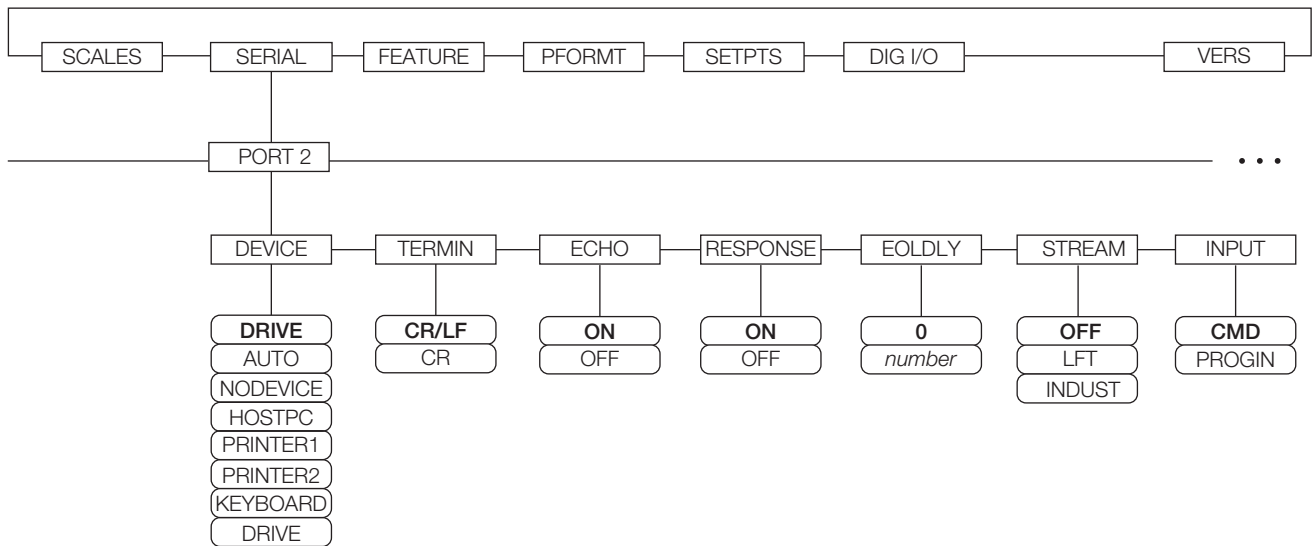 SCALES SERIAL FEATURE PFORMT SETPTS DIG I/O VERS
PORT 2 • • •
DEVICE TERMIN ECHO RESPONSE EOLDLY STREAM INPUT
DRIVE CR/LF ON ON 0 OFF CMD
AUTO CR OFF OFF number LFT PROGIN
NODEVICE INDUST
HOSTPC
PRINTER1
PRINTER2
KEYBOARD
DRIVE